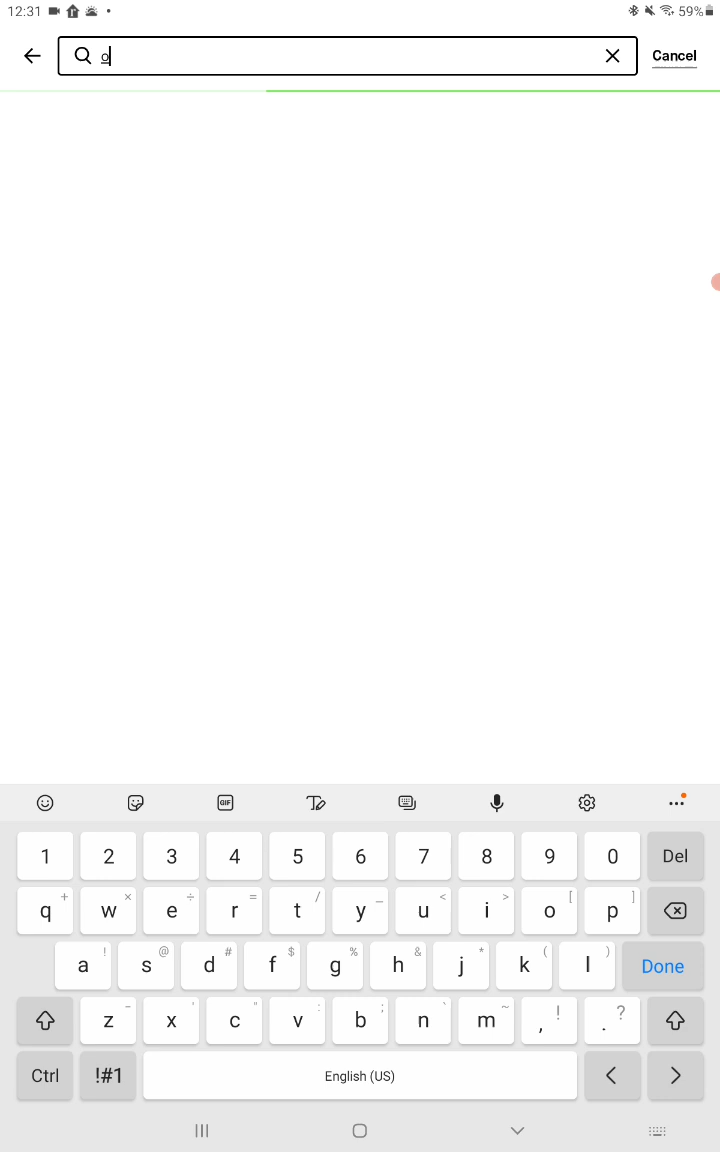 12:31 59%
o Cancel
GIF
1 2 3 4 5 6 7 8 9 0 Del
q + w × e ÷ r = t / y _ u < i > o [ p ]
a ! s @ d # f $ g % h & j * k ( l ) Done
z - x ' c " v : b ; n ` m ~ , ! . ?
Ctrl !#1 English (US) < >